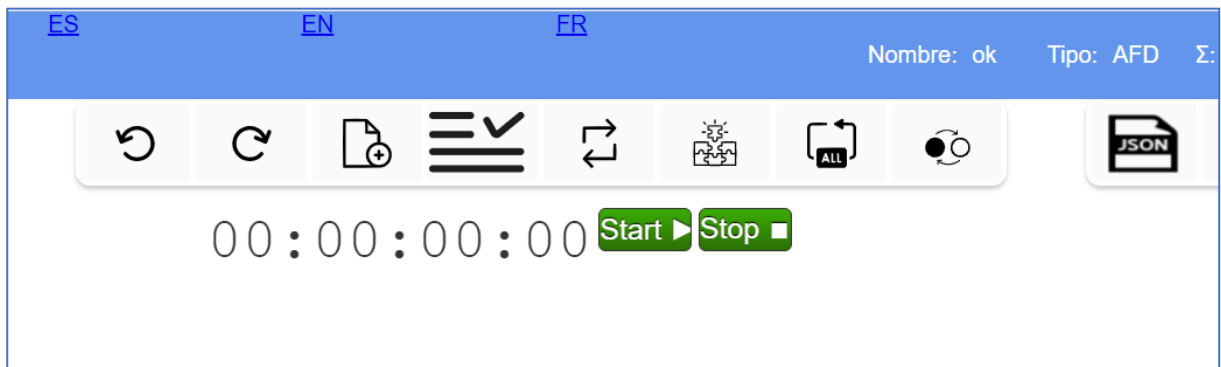 ES EN FR
Nombre: ok Tipo: AFD Σ:
ALL JSON
00:00:00:00 Start Stop